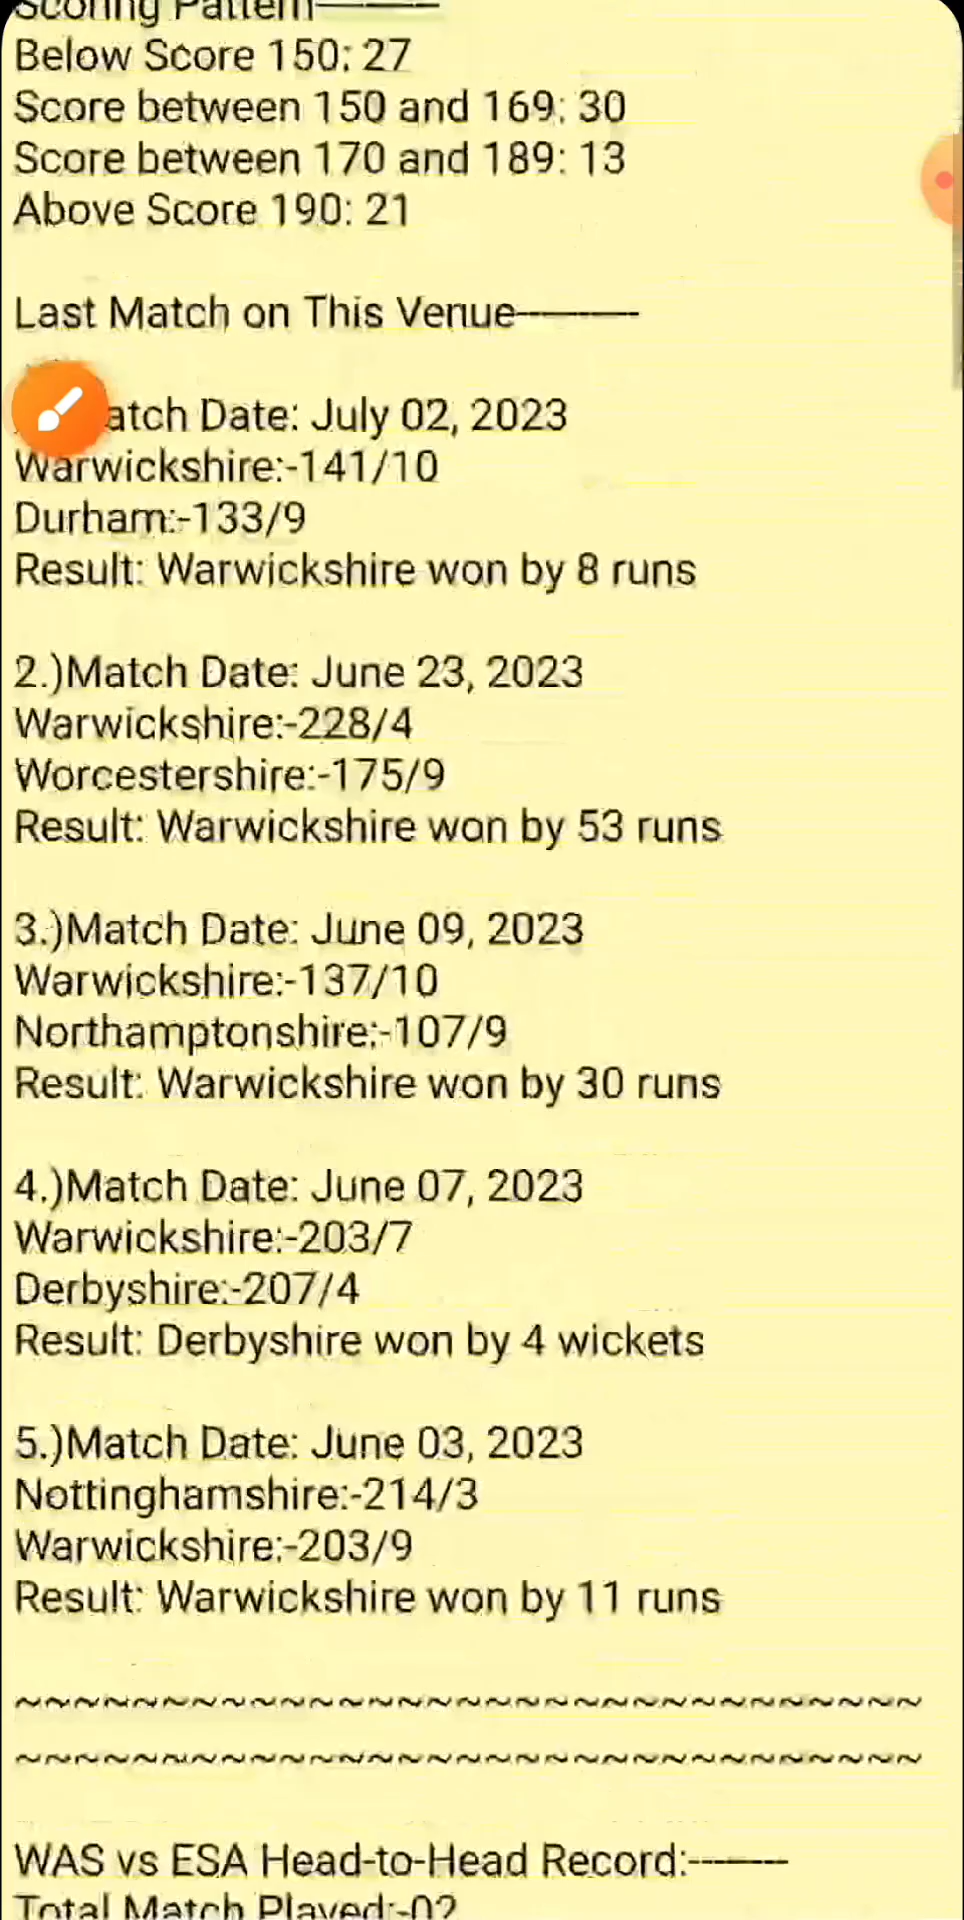 Scoring Pattern-----------
Below Score 150: 27
Score between 150 and 169: 30
Score between 170 and 189: 13
Above Score 190: 21
Last Match on This Venue-----------
atch Date: July 02, 2023
Warwickshire:-141/10
Durham:-133/9
Result: Warwickshire won by 8 runs
2.)Match Date: June 23, 2023
Warwickshire:-228/4
Worcestershire:-175/9
Result: Warwickshire won by 53 runs
3.)Match Date: June 09, 2023
Warwickshire:-137/10
Northamptonshire:-107/9
Result: Warwickshire won by 30 runs
4.)Match Date: June 07, 2023
Warwickshire:-203/7
Derbyshire:-207/4
Result: Derbyshire won by 4 wickets
5.)Match Date: June 03, 2023
Nottinghamshire:-214/3
Warwickshire:-203/9
Result: Warwickshire won by 11 runs
~~~~~~~~~~~~~~~~~~~~~~~~~~~~~~~
~~~~~~~~~~~~~~~~~~~~~~~~~~~~~~~
WAS vs ESA Head-to-Head Record:---------
Total Match Played:-02